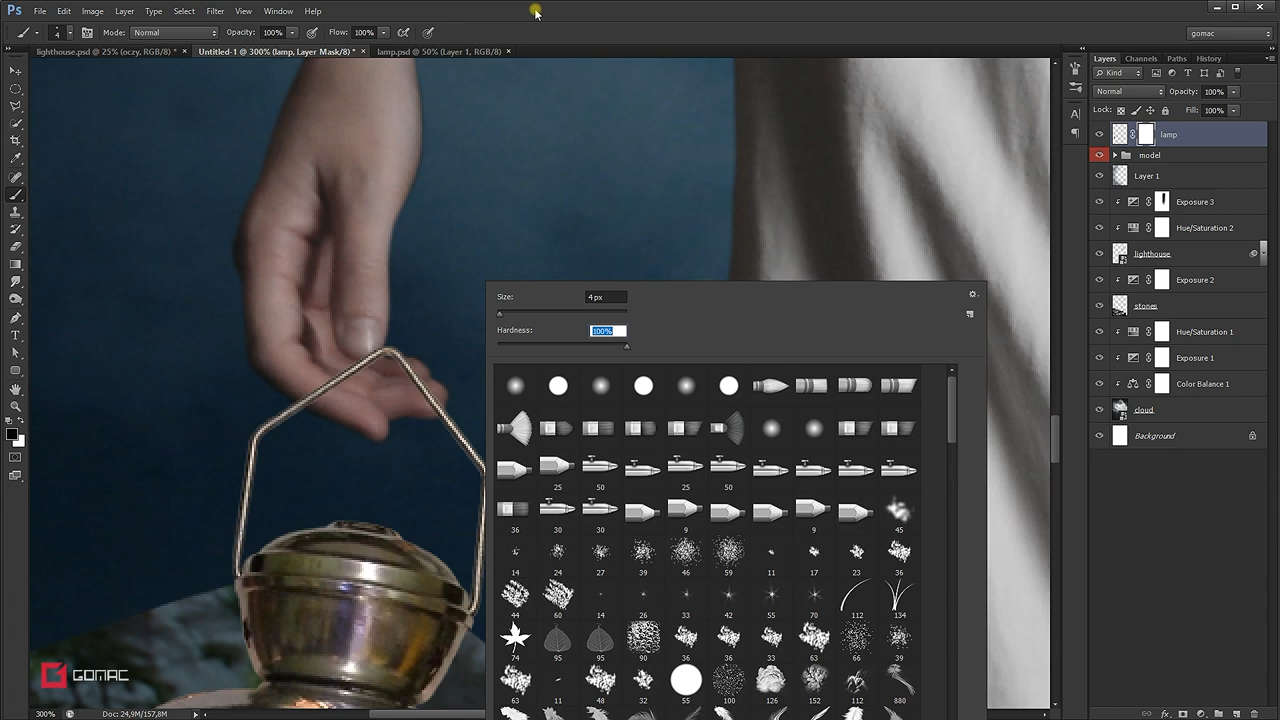 Ps File Edit Image Layer Type Select Filter View Window Help
4 Mode: Normal Opacity: 100% Flow: 100% gomac
lighthouse.psd @ 25% (oczy, RGB/8) * × Untitled-1 @ 300% (lamp, Layer Mask/8) * × lamp.psd @ 50% (Layer 1, RGB/8) ×
Layers Channels Paths History
Kind
Normal Opacity: 100%
Lock: Fill: 100%
lamp
model
Layer 1
Exposure 3
Hue/Saturation 2
lighthouse
Exposure 2
stones
Hue/Saturation 1
Exposure 1
Color Balance 1
cloud
Background
Size: 4 px
Hardness: 100%
25 50 25 50
36 30 30 9 9 45
14 24 27 39 46 59 11 17 23 36
44 60 14 26 33 42 55 70 112 134
74 95 95 90 36 36 33 63 66 39
63 11 48 32 55 100 76 152 112 880
GOMAC
300% Doc: 24,9M/157,8M
fx